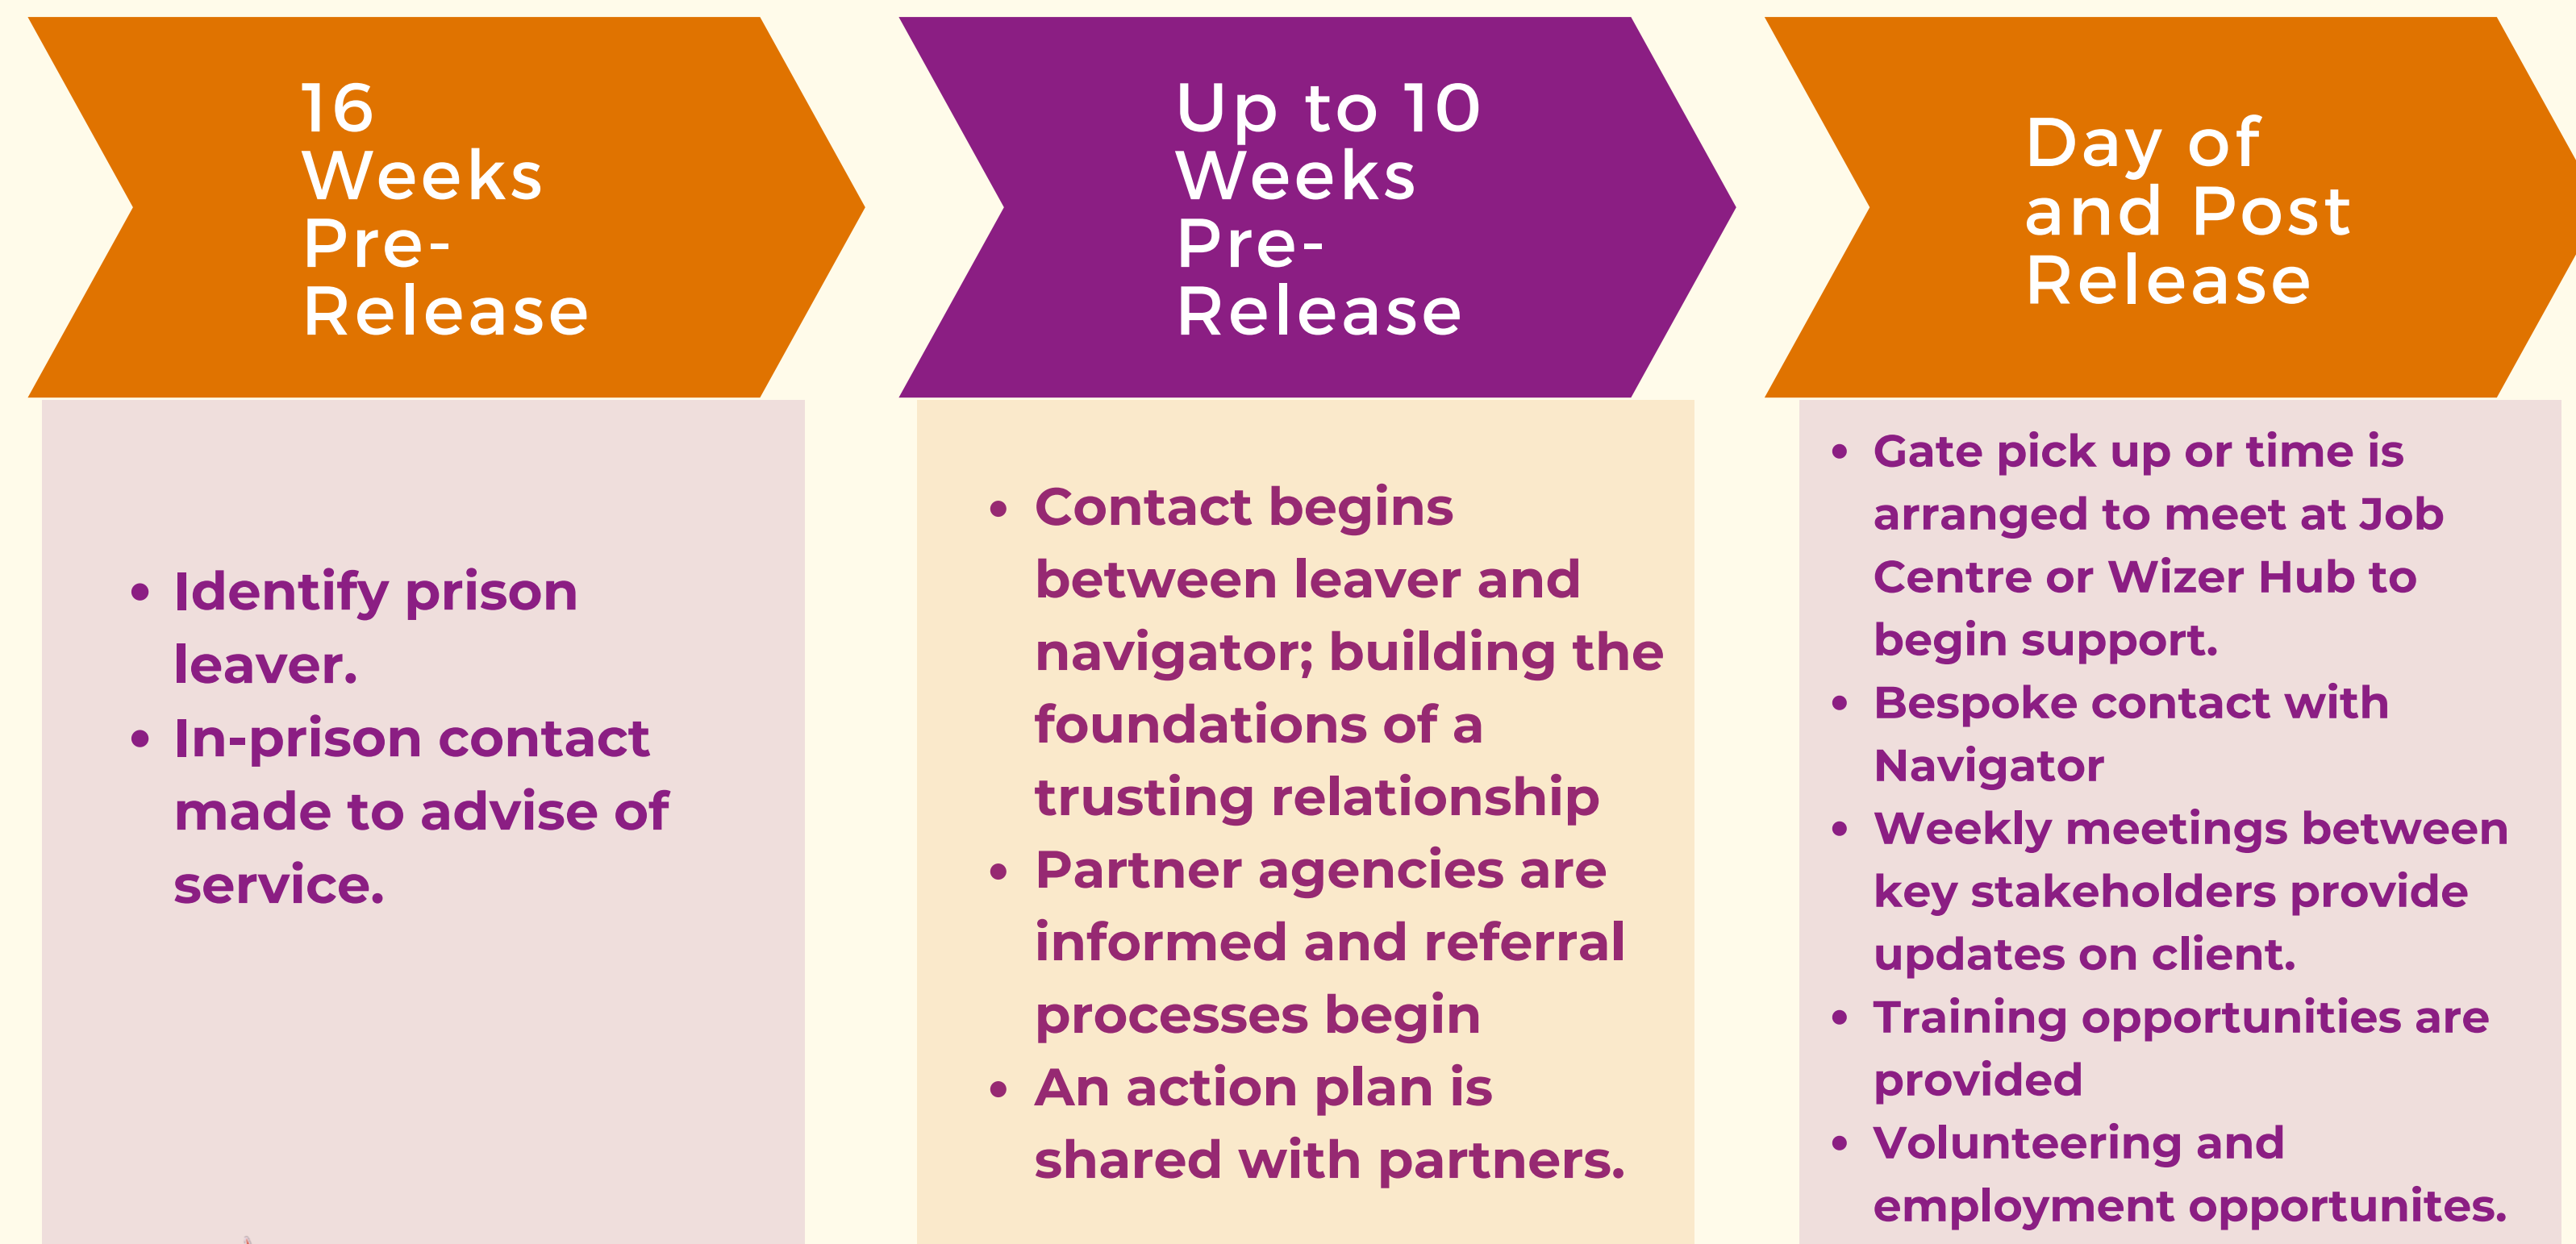 16
Weeks
Pre-
Release
• Identify prison
leaver.
• In-prison contact
made to advise of
service.
Up to 10
Weeks
Pre-
Release
• Contact begins
between leaver and
navigator; building the
foundations of a
trusting relationship
• Partner agencies are
informed and referral
processes begin
• An action plan is
shared with partners.
Day of
and Post
Release
• Gate pick up or time is
arranged to meet at Job
Centre or Wizer Hub to
begin support.
• Bespoke contact with
Navigator
• Weekly meetings between
key stakeholders provide
updates on client.
• Training opportunities are
provided
• Volunteering and
employment opportunites.